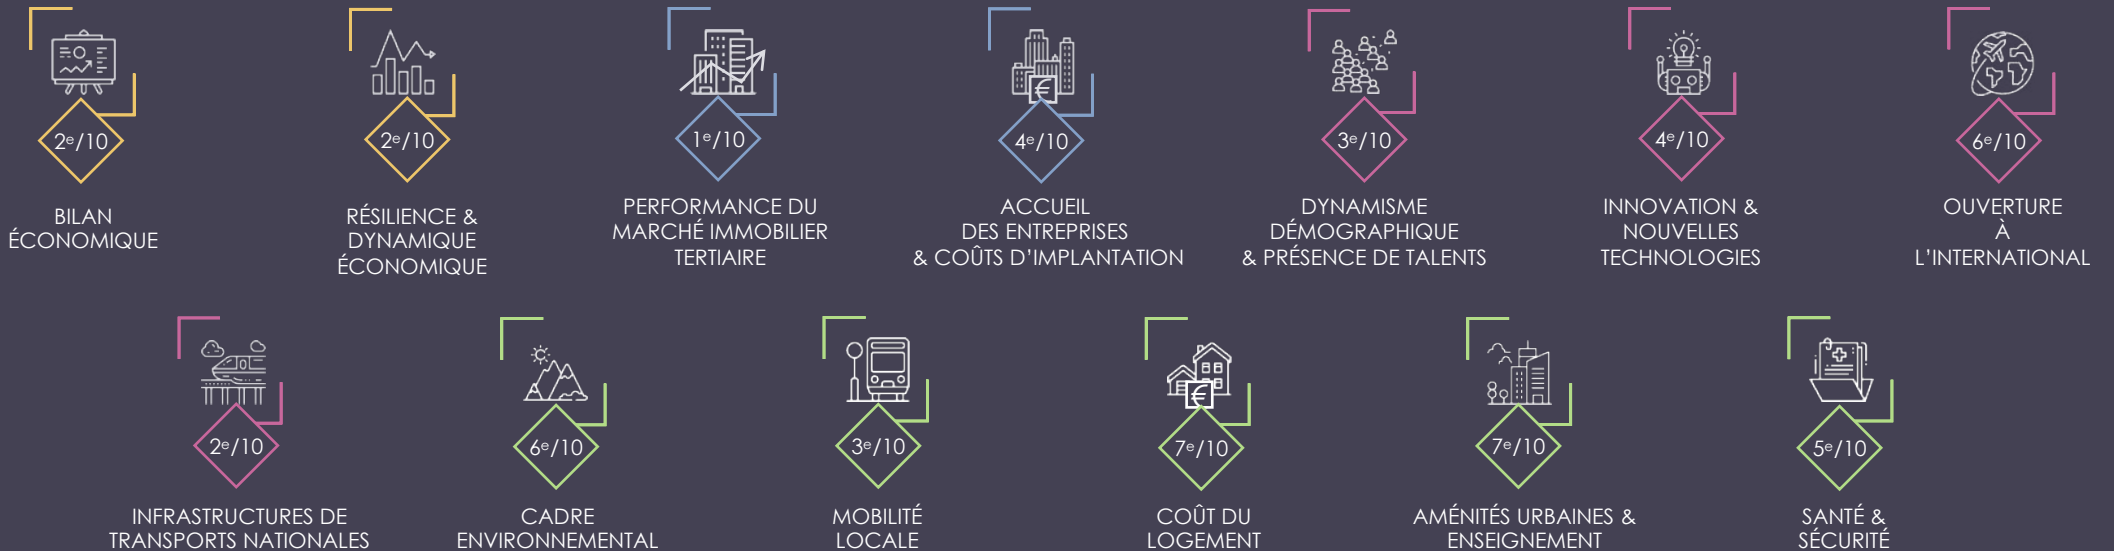 2e/10
BILAN
ÉCONOMIQUE
2e/10
RÉSILIENCE &
DYNAMIQUE
ÉCONOMIQUE
1e/10
PERFORMANCE DU
MARCHÉ IMMOBILIER
TERTIAIRE
€
4e/10
ACCUEIL
DES ENTREPRISES
& COÛTS D'IMPLANTATION
3e/10
DYNAMISME
DÉMOGRAPHIQUE
& PRÉSENCE DE TALENTS
4e/10
INNOVATION &
NOUVELLES
TECHNOLOGIES
6e/10
OUVERTURE
À
L'INTERNATIONAL
2e/10
INFRASTRUCTURES DE
TRANSPORTS NATIONALES
6e/10
CADRE
ENVIRONNEMENTAL
3e/10
MOBILITÉ
LOCALE
€
7e/10
COÛT DU
LOGEMENT
7e/10
AMÉNITÉS URBAINES &
ENSEIGNEMENT
5e/10
SANTÉ &
SÉCURITÉ